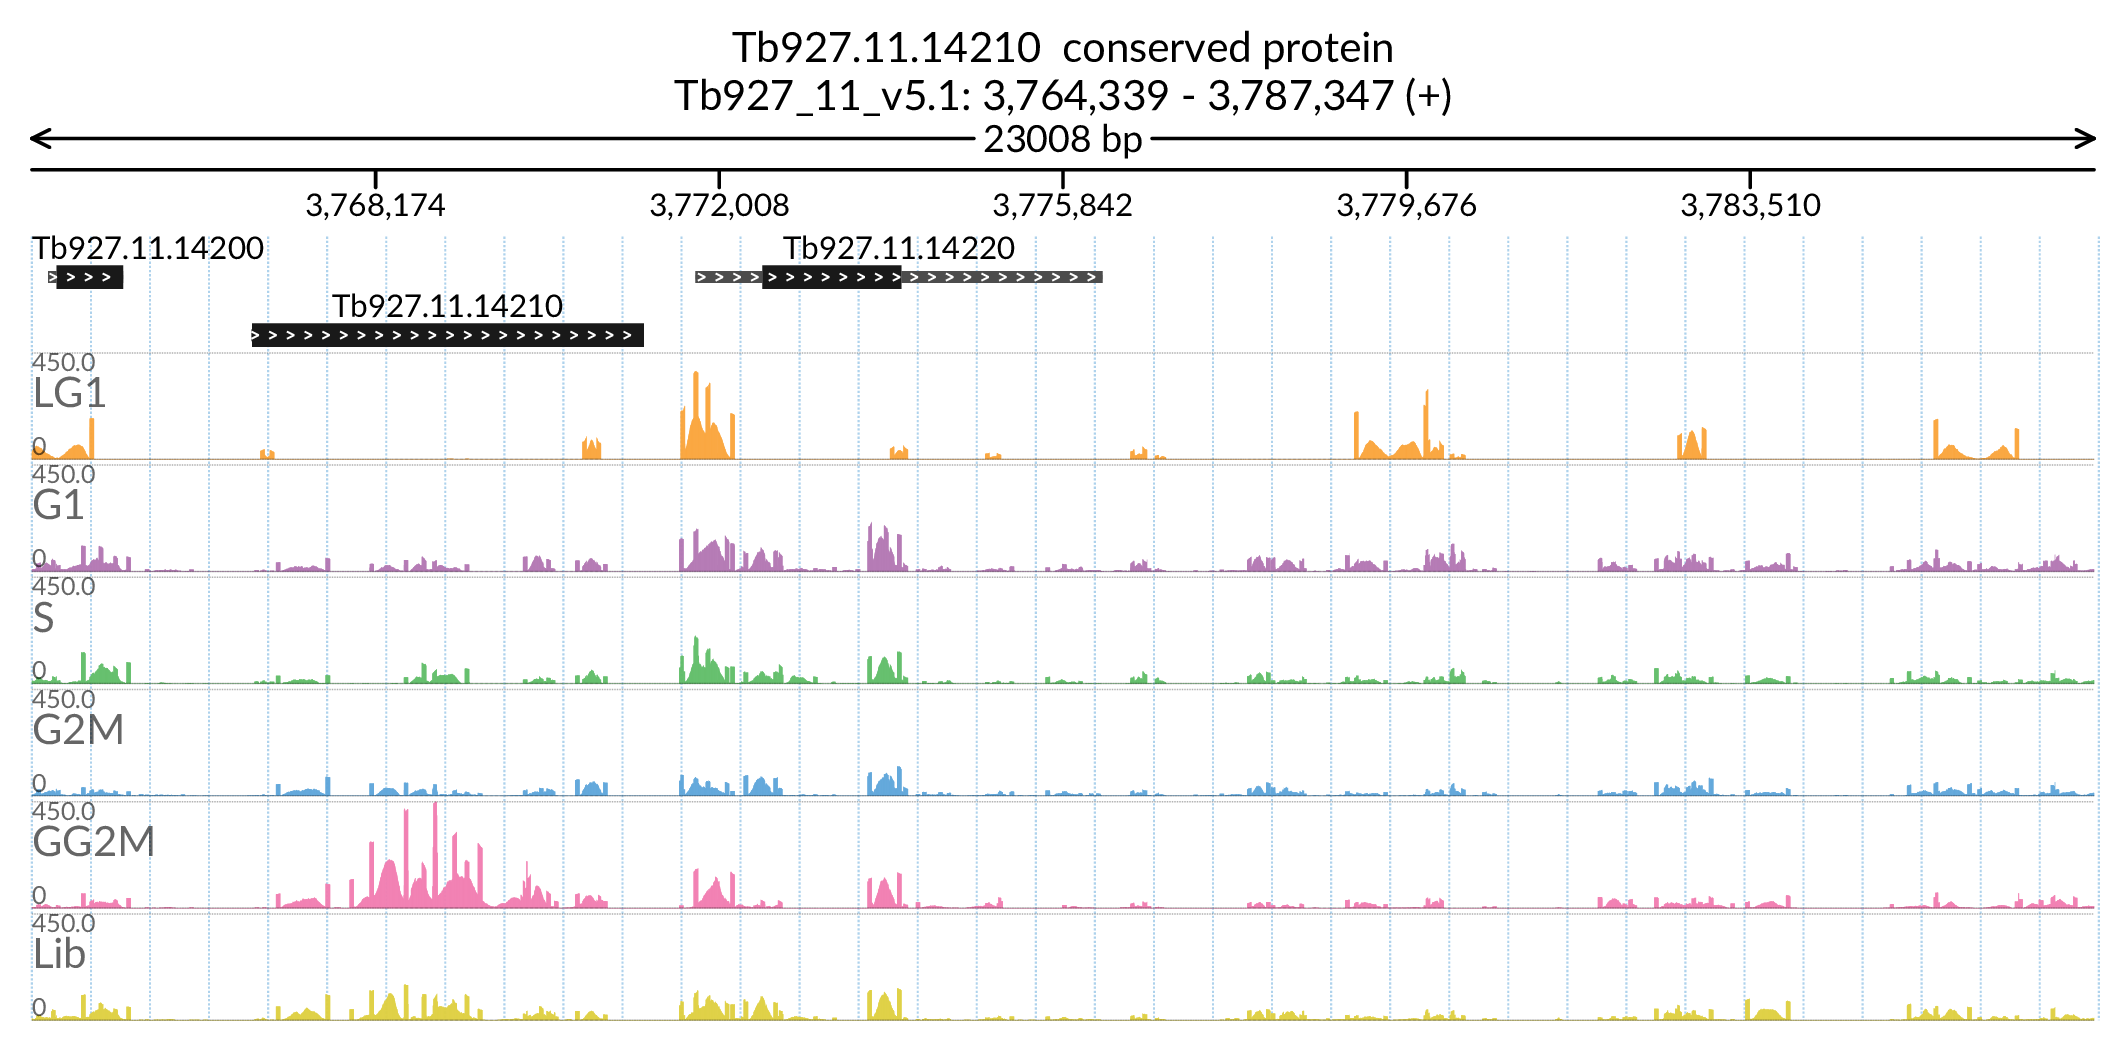 Tb927.11.14210  conserved protein
Tb927_11_v5.1: 3,764,339 - 3,787,347 (+)
23008 bp
3,768,174 3,772,008 3,775,842 3,779,676 3,783,510
Tb927.11.14200 Tb927.11.14220
Tb927.11.14210
450.0
LG1
0
450.0
G1
0
450.0
S
0
450.0
G2M
0
450.0
GG2M
0
450.0
Lib
0